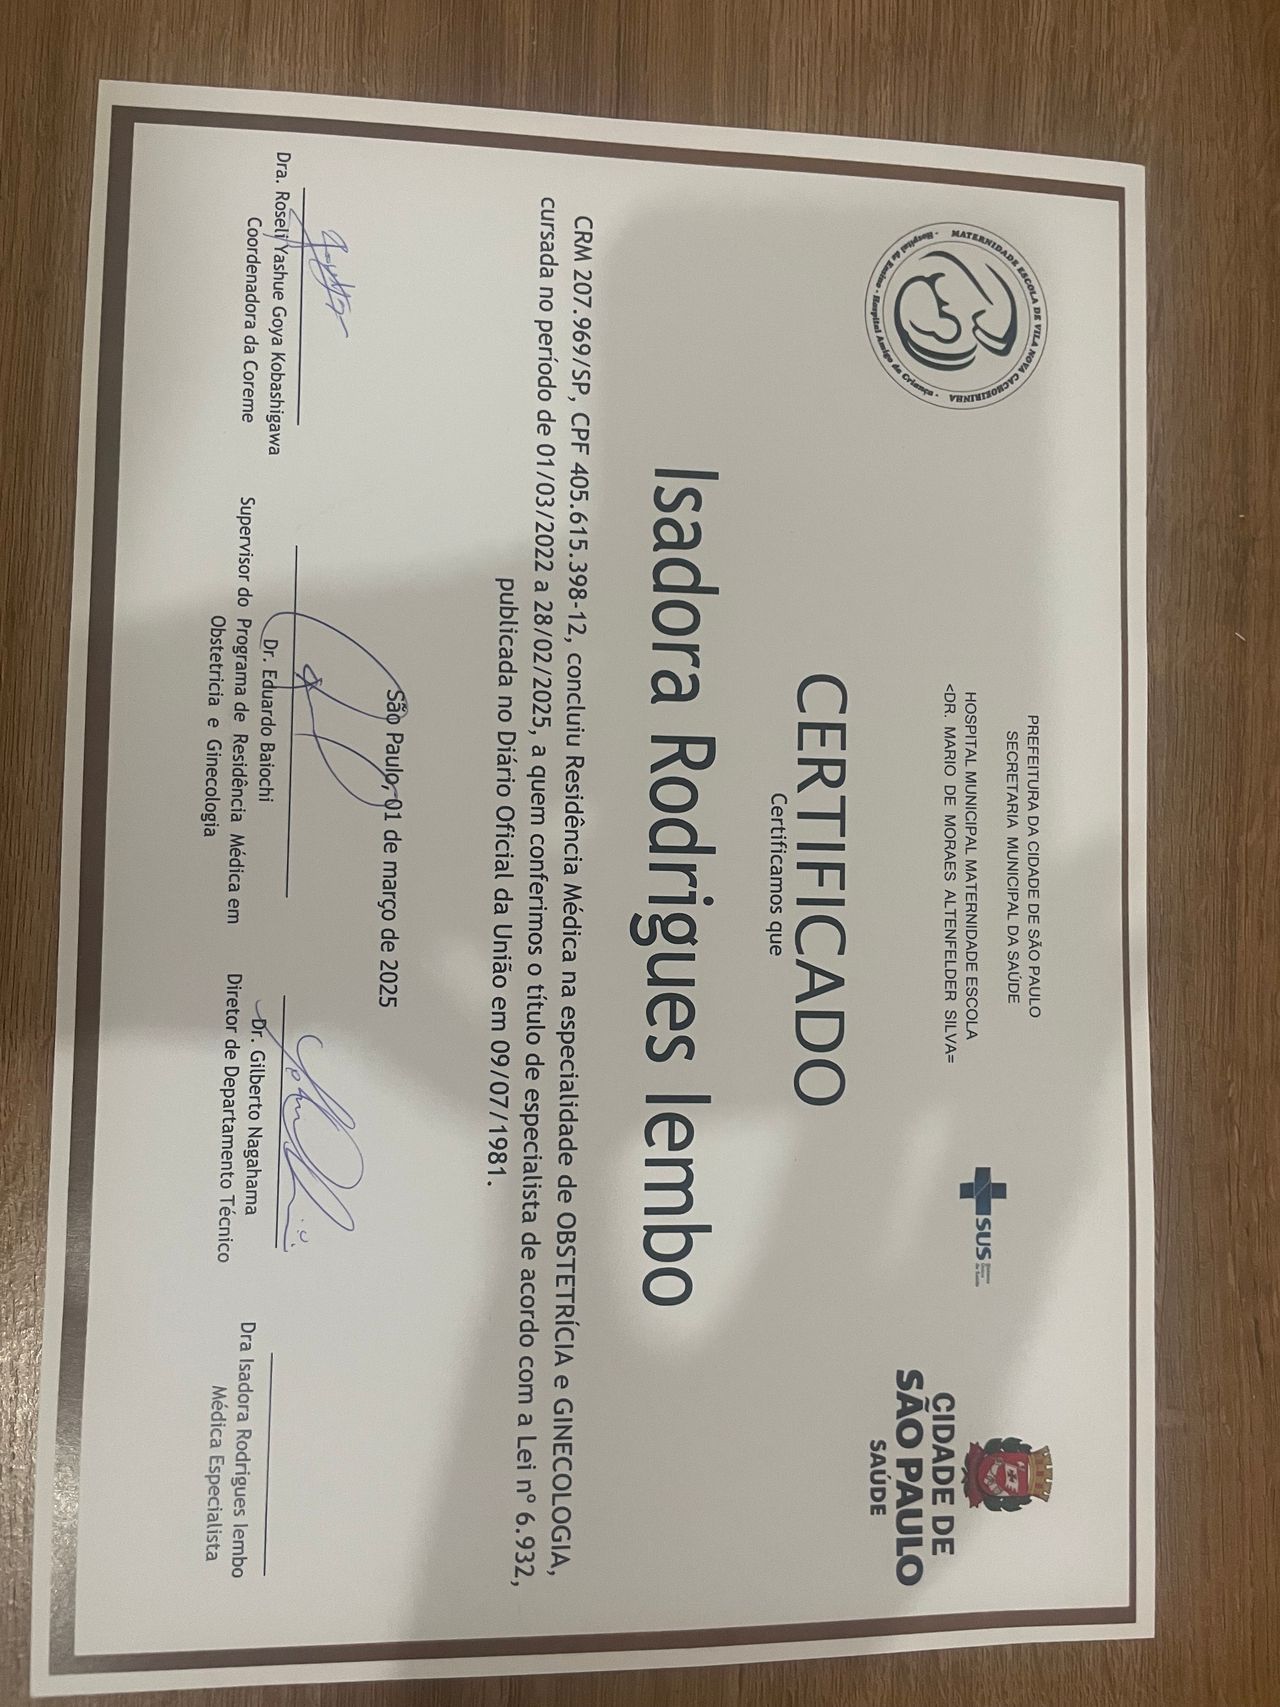 MATERNIDADE ESCOLA DE VILA NOVA CACHOEIRINHA
- Hospital de Ensino - Hospital Amigo da Criança -
PREFEITURA DA CIDADE DE SÃO PAULO
SECRETARIA MUNICIPAL DA SAÚDE
HOSPITAL MUNICIPAL MATERNIDADE ESCOLA
<DR. MARIO DE MORAES ALTENFELDER SILVA=
SUS
CIDADE DE
SÃO PAULO
SAÚDE
CERTIFICADO
Certificamos que
Isadora Rodrigues Iembo
CRM 207.969/SP, CPF 405.615.398-12, concluiu Residência Médica na especialidade de OBSTETRÍCIA e GINECOLOGIA,
cursada no período de 01/03/2022 a 28/02/2025, a quem conferimos o título de especialista de acordo com a Lei nº 6.932,
publicada no Diário Oficial da União em 09/07/1981.
São Paulo, 01 de março de 2025
Dra. Roseli Yashue Goya Kobashigawa
Coordenadora da Coreme
Dr. Eduardo Baiochi
Supervisor do Programa de Residência Médica em
Obstetricia e Ginecologia
Dr. Gilberto Nagahama
Diretor de Departamento Técnico
Dra Isadora Rodrigues Iembo
Médica Especialista